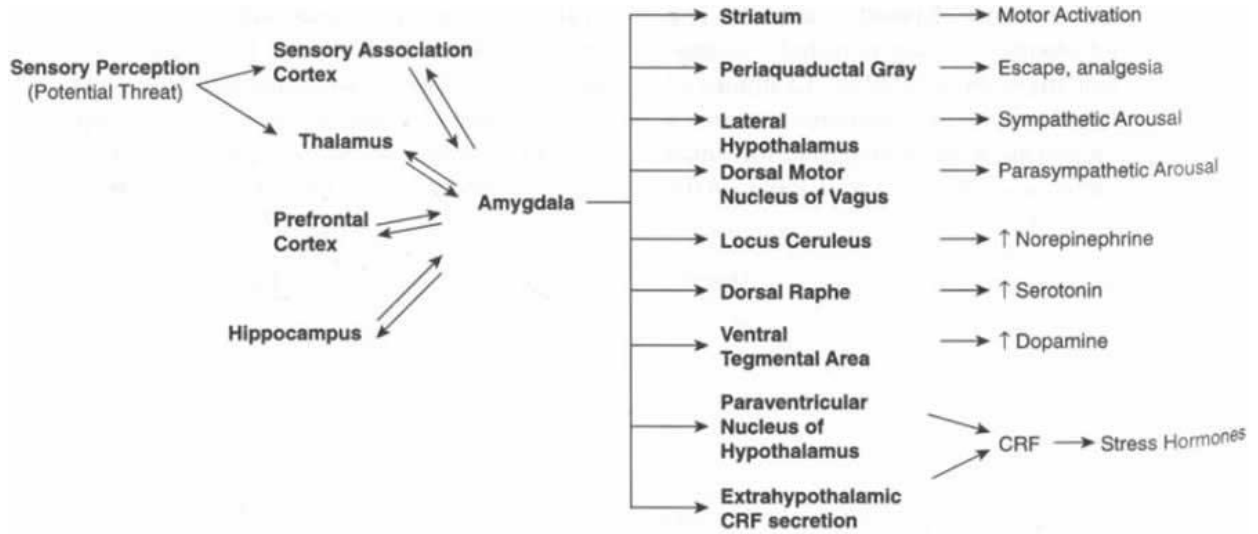 Sensory Perception
(Potential Threat)
Sensory Association
Cortex
Thalamus
Prefrontal
Cortex
Hippocampus
Amygdala
Striatum
Motor Activation
Periaquaductal Gray
Escape, analgesia
Lateral
Hypothalamus
Sympathetic Arousal
Dorsal Motor
Nucleus of Vagus
Parasympathetic Arousal
Locus Ceruleus
↑ Norepinephrine
Dorsal Raphe
↑ Serotonin
Ventral
Tegmental Area
↑ Dopamine
Paraventricular
Nucleus of
Hypothalamus
Extrahypothalamic
CRF secretion
CRF
Stress Hormones